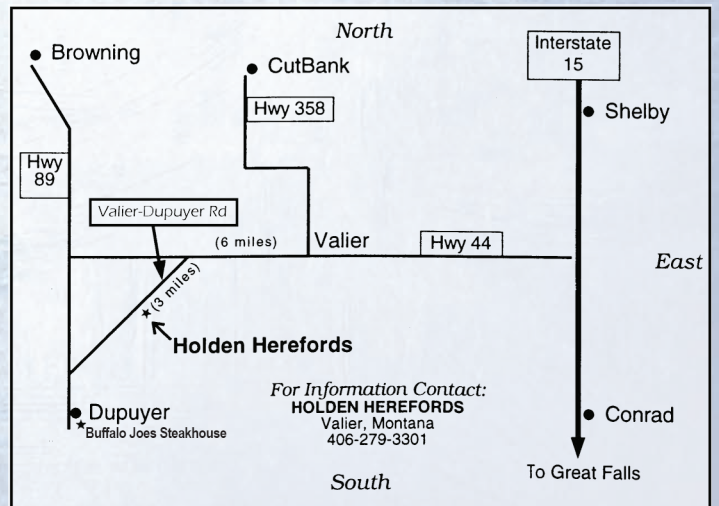 North
Browning
CutBank
Interstate
15
Hwy 358
Shelby
Hwy
89
Valier-Dupuyer Rd
(6 miles)
Valier
Hwy 44
East
(3 miles)
Holden Herefords
For Information Contact:
HOLDEN HEREFORDS
Valier, Montana
406-279-3301
Dupuyer
Buffalo Joes Steakhouse
Conrad
To Great Falls
South